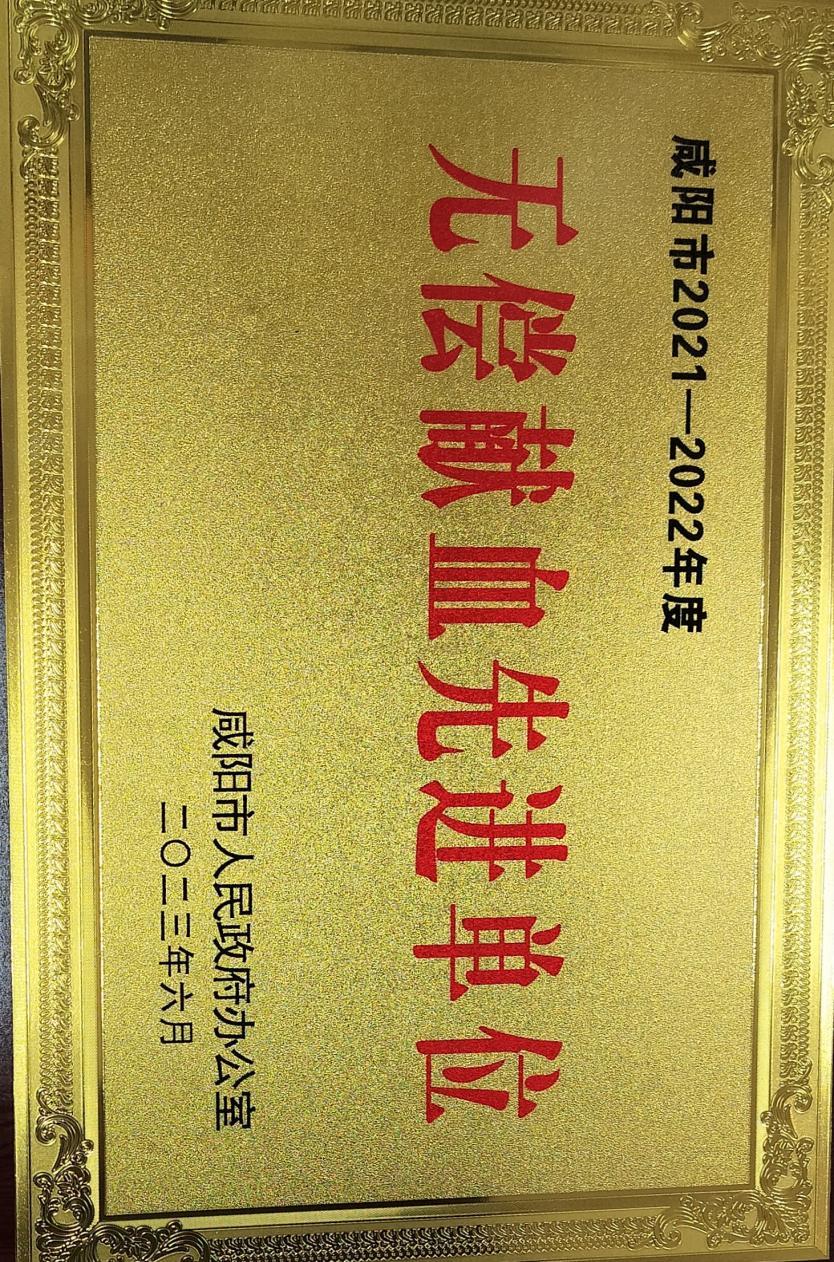 咸阳市2021—2022年度
无偿献血先进单位
咸阳市人民政府办公室
二〇二三年六月